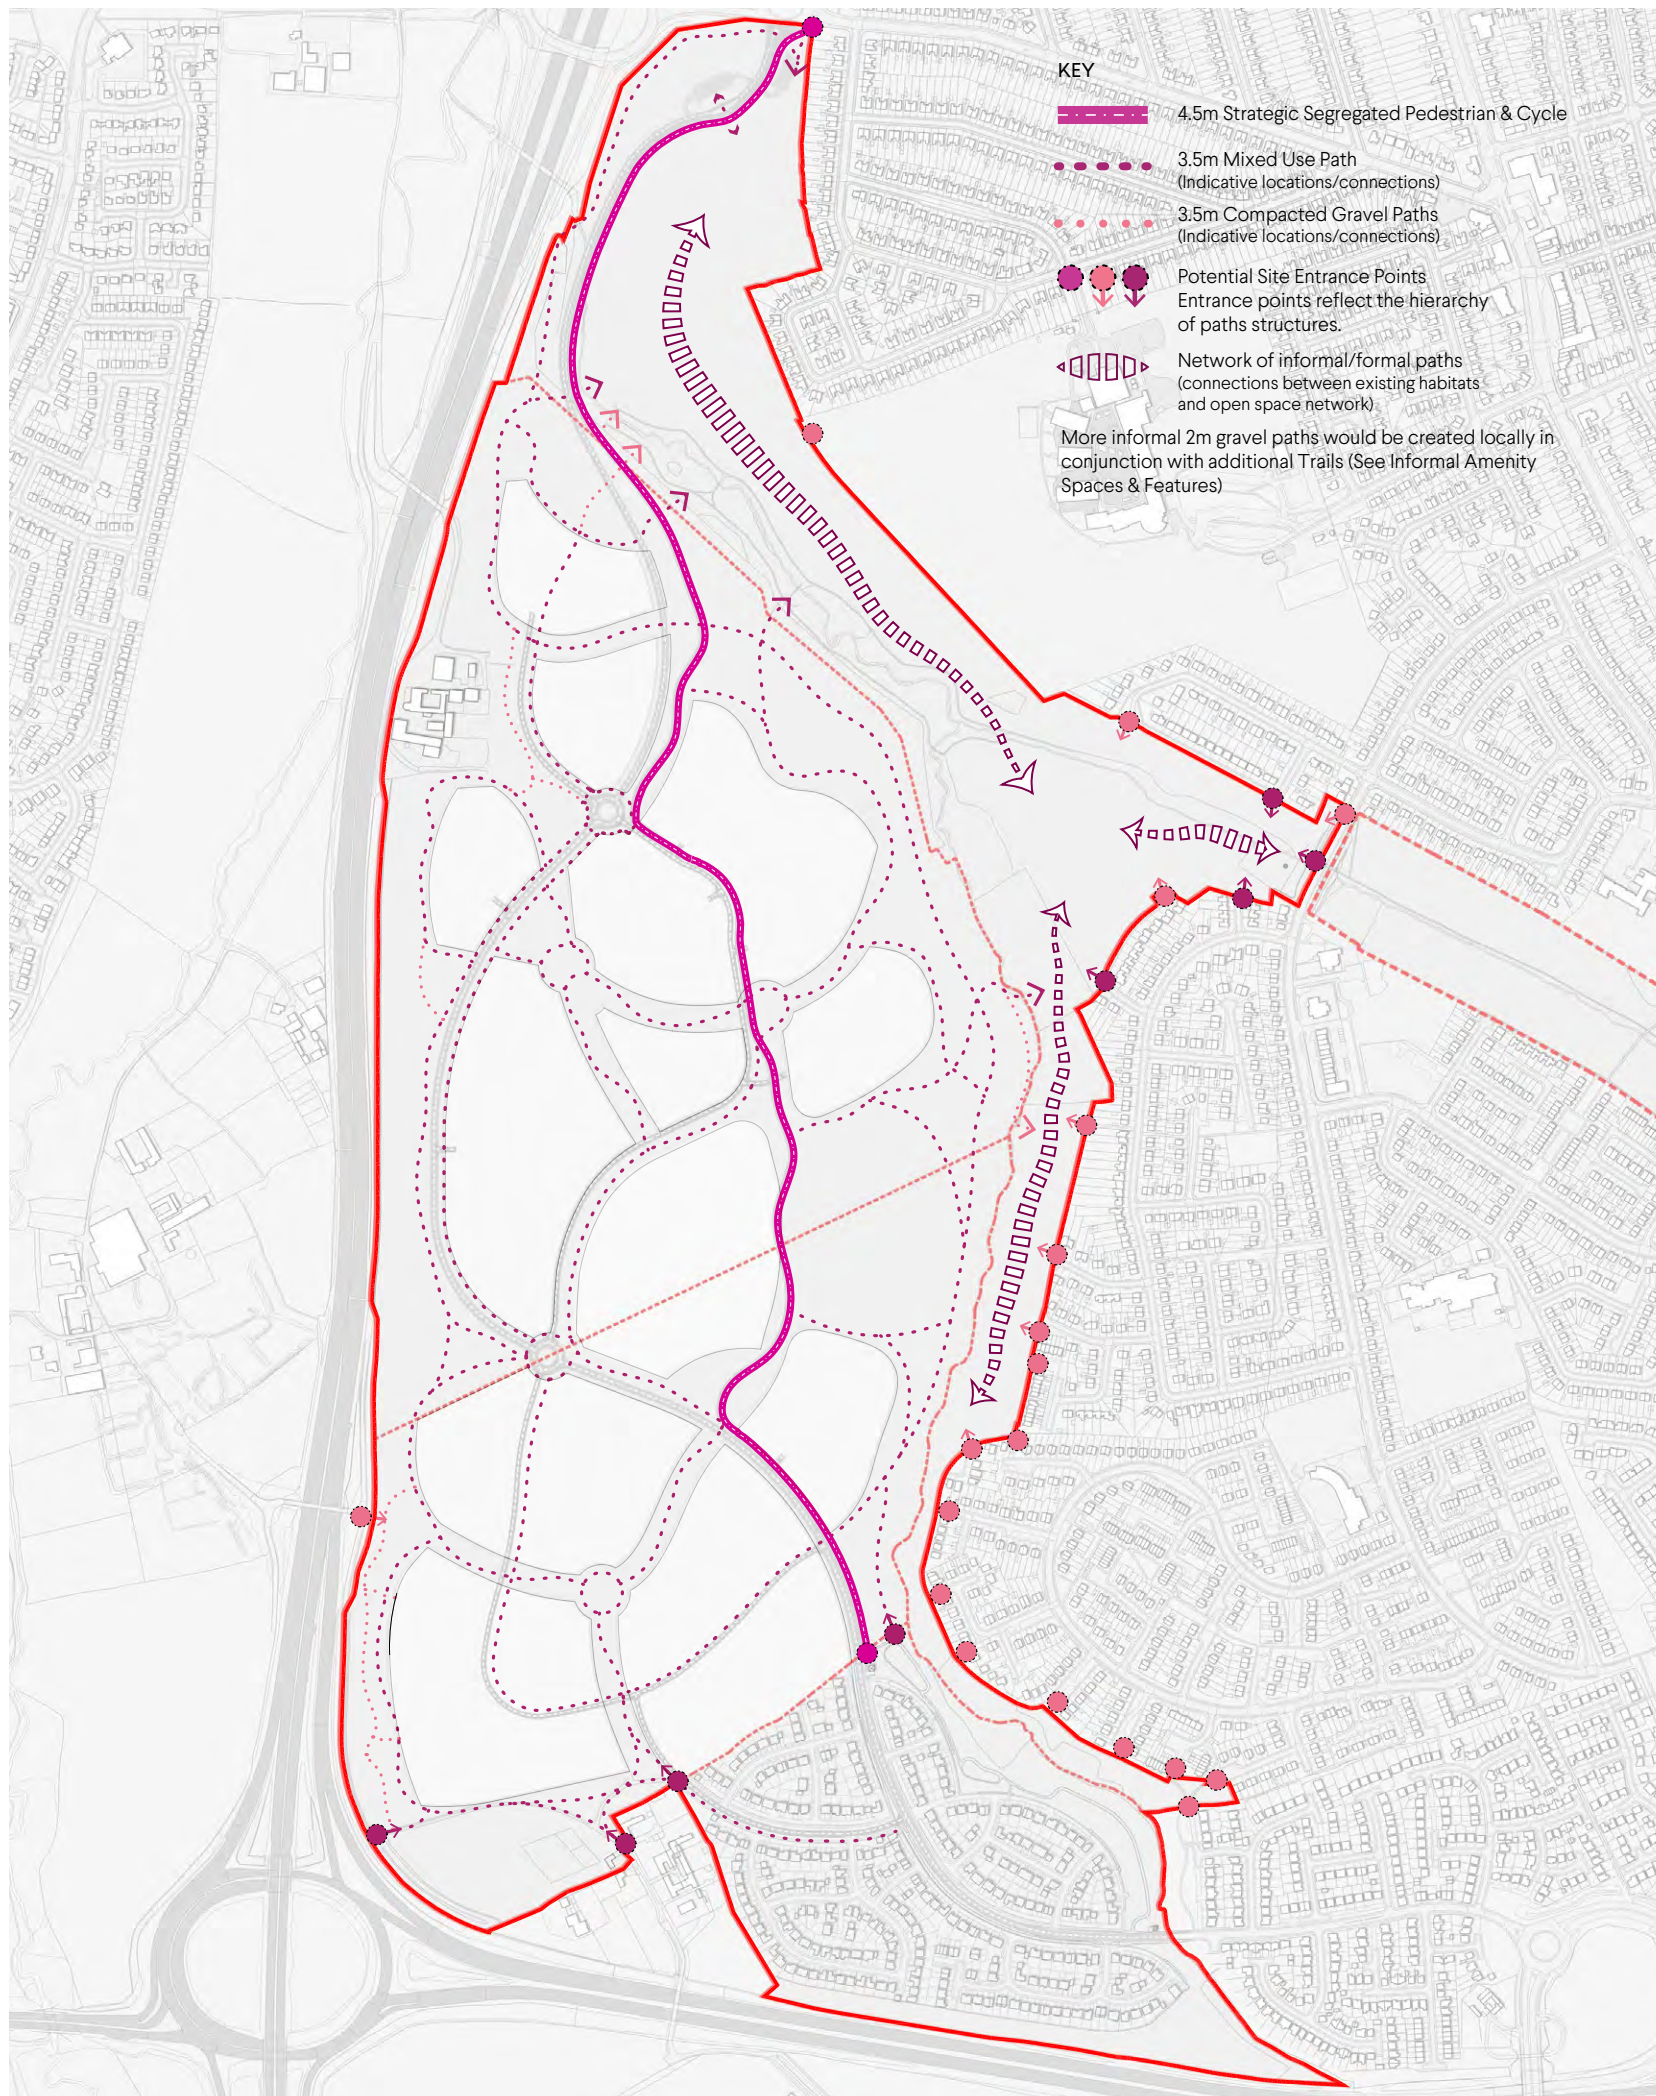 KEY
4.5m Strategic Segregated Pedestrian & Cycle
3.5m Mixed Use Path
(Indicative locations/connections)
3.5m Compacted Gravel Paths
(Indicative locations/connections)
Potential Site Entrance Points
Entrance points reflect the hierarchy
of paths structures.
Network of informal/formal paths
(connections between existing habitats
and open space network)
More informal 2m gravel paths would be created locally in
conjunction with additional Trails (See Informal Amenity
Spaces & Features)